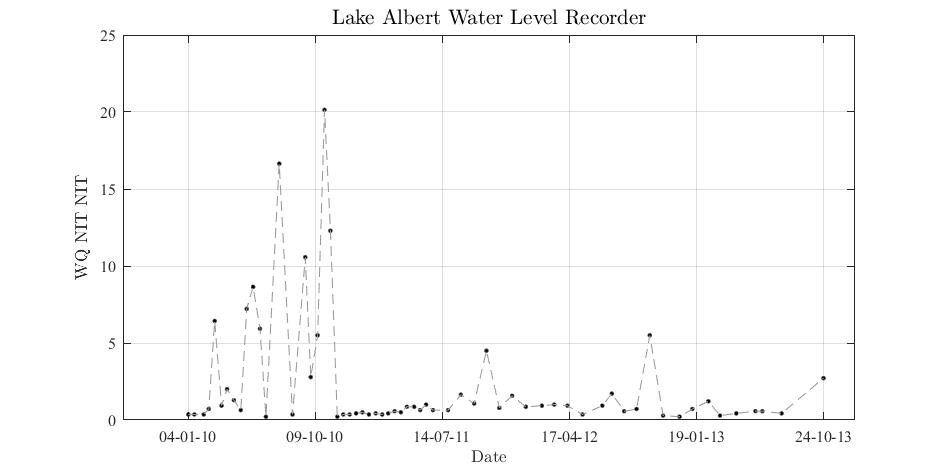 Lake Albert Water Level Recorder
25
20
15
10
5
0
WQ NIT NIT
04-01-10 09-10-10 14-07-11 17-04-12 19-01-13 24-10-13
Date